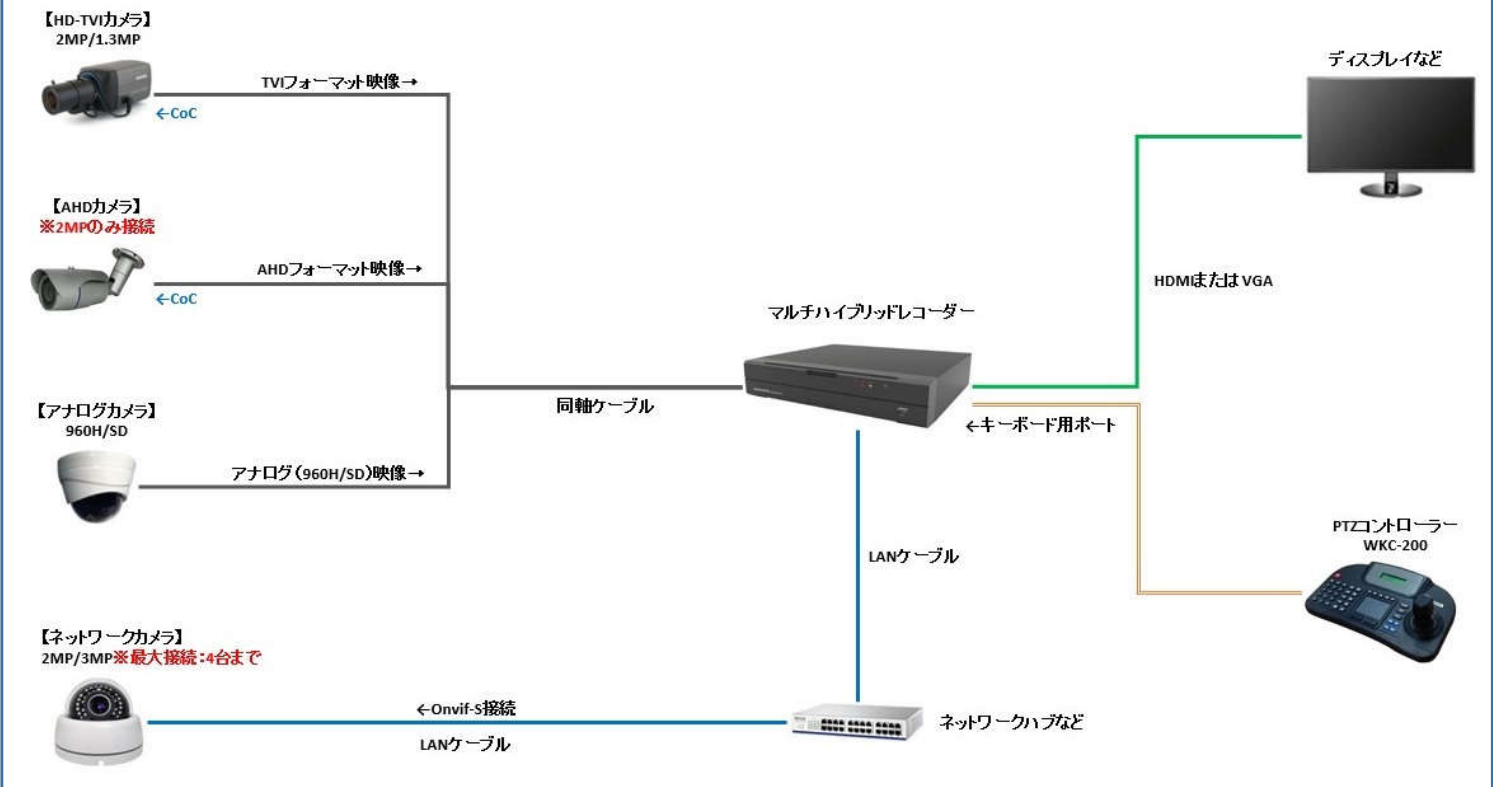 【HD-TVIカメラ】
2MP/1.3MP
TVIフォーマット映像→
←CoC
ディスプレイなど
【AHDカメラ】
※2MPのみ接続
AHDフォーマット映像→
←CoC
HDMIまたはVGA
マルチハイブリッドレコーダー
同軸ケーブル
←キーボード用ポート
【アナログカメラ】
960H/SD
アナログ(960H/SD)映像→
LANケーブル
PTZコントローラー
WKC-200
【ネットワークカメラ】
2MP/3MP※最大接続:4台まで
←Onvif-S接続
LANケーブル
ネットワークハブなど